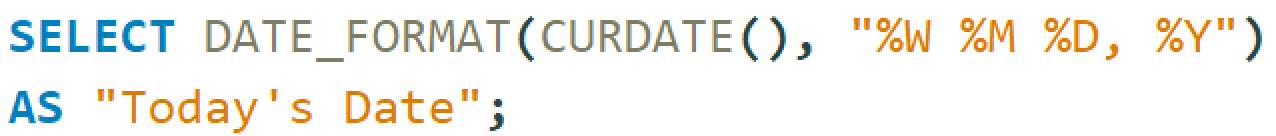 SELECT DATE_FORMAT(CURDATE(), "%W %M %D, %Y")
AS "Today's Date";